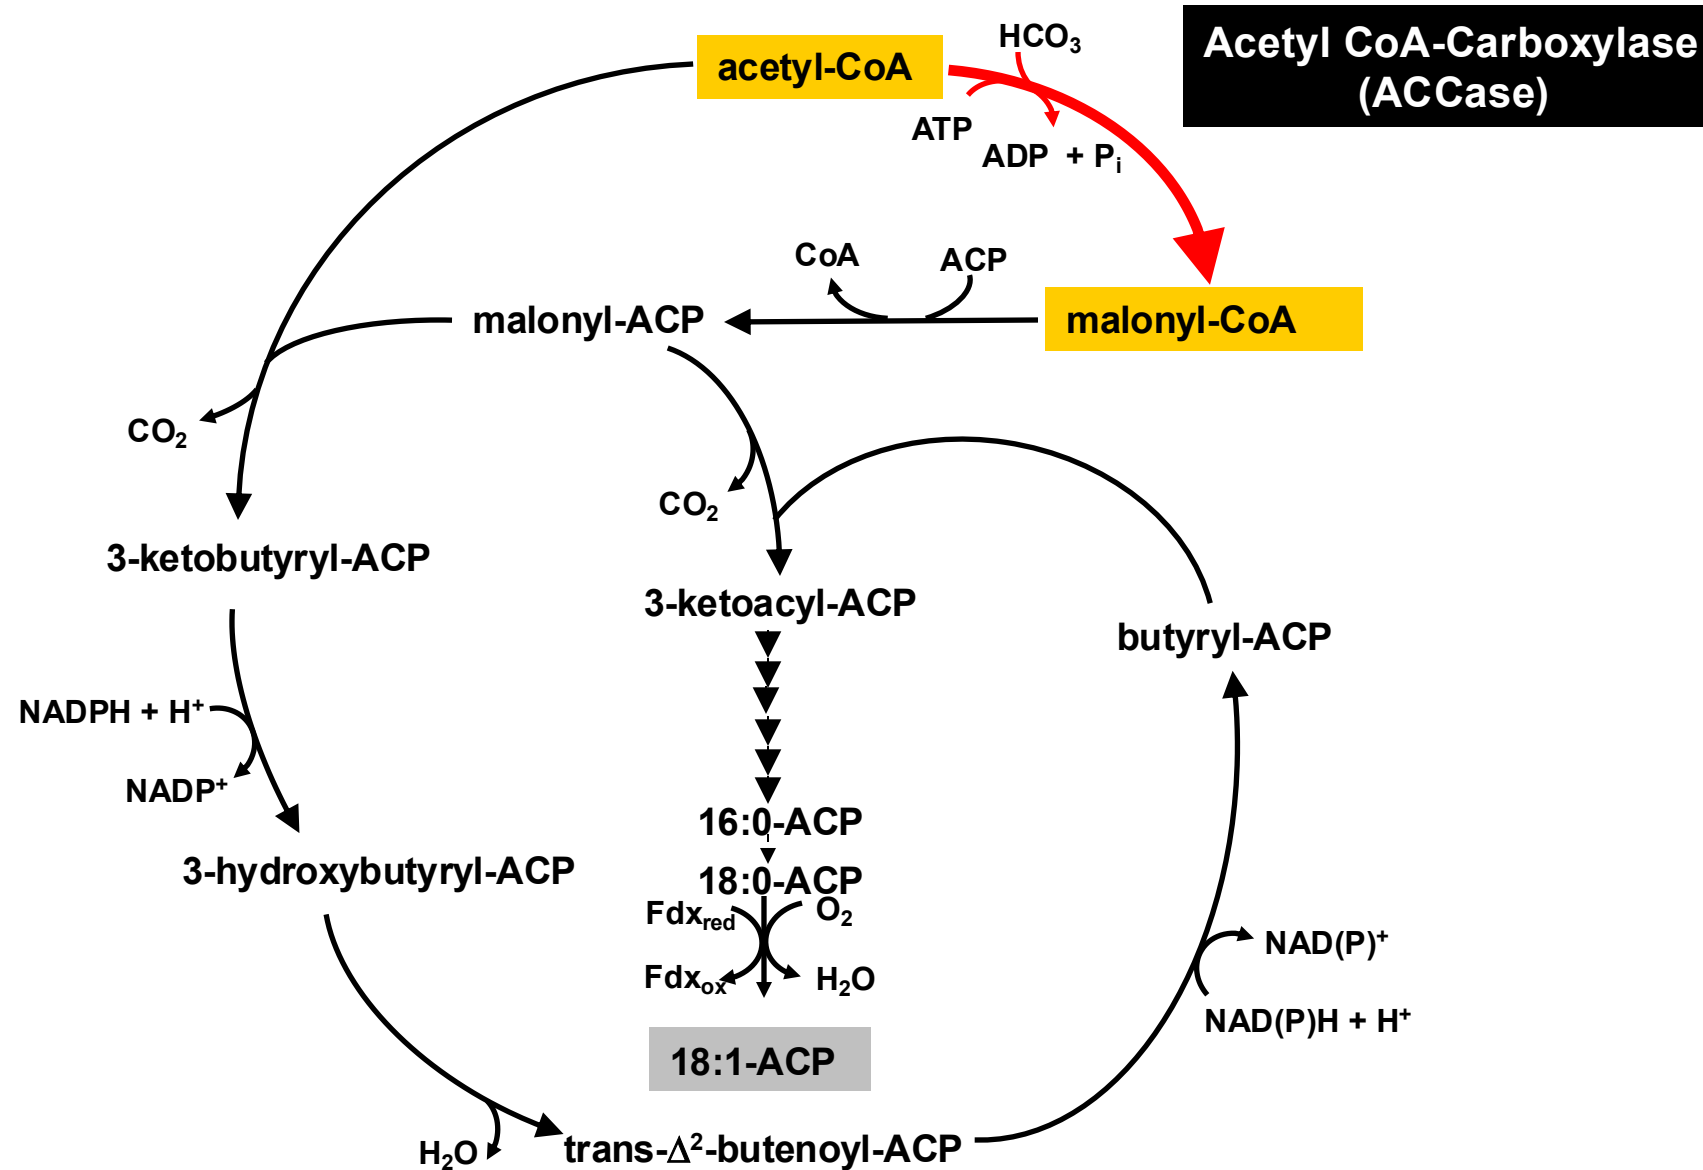 acetyl-CoA
HCO₃
Acetyl CoA-Carboxylase
(ACCase)
ATP
ADP + Pᵢ
CoA
ACP
malonyl-ACP
malonyl-CoA
CO₂
CO₂
3-ketobutyryl-ACP
3-ketoacyl-ACP
butyryl-ACP
NADPH + H⁺
NADP⁺
16:0-ACP
3-hydroxybutyryl-ACP
18:0-ACP
Fdxred
O₂
Fdxox
H₂O
NAD(P)⁺
NAD(P)H + H⁺
18:1-ACP
H₂O
trans-Δ²-butenoyl-ACP